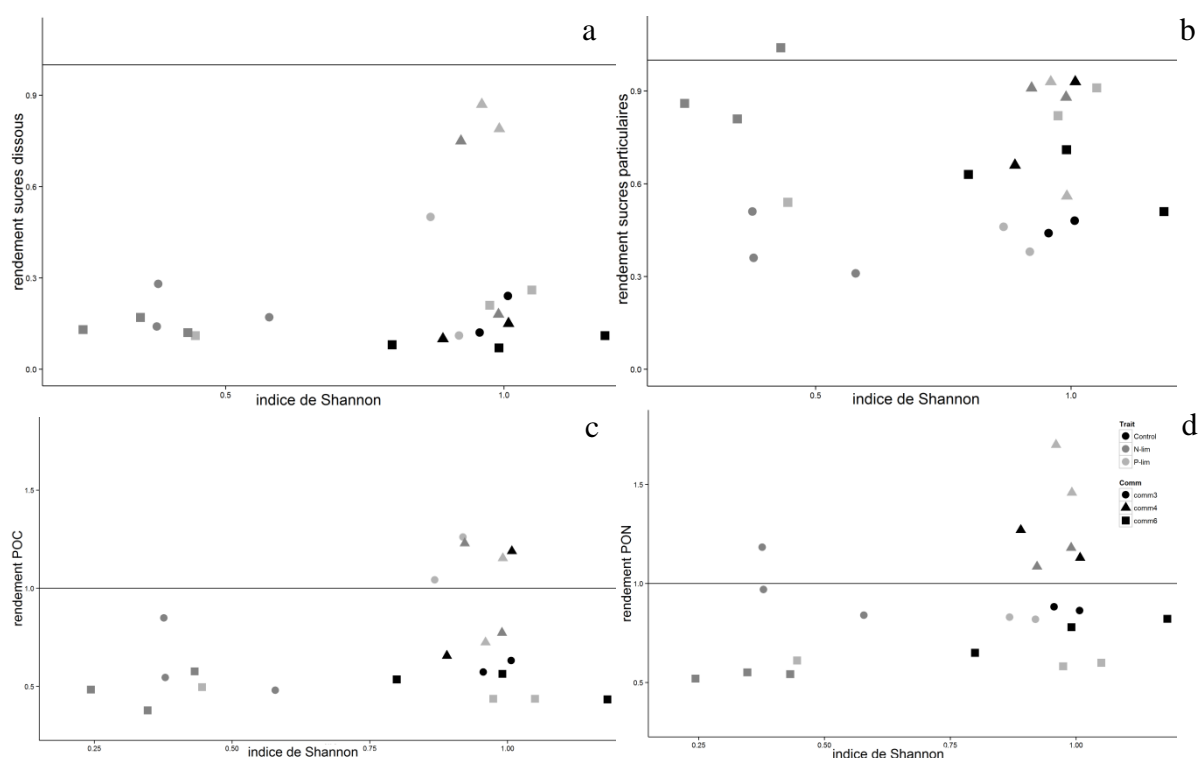 a
rendement sucres dissous
0.9
0.6
0.3
0.0
0.5
1.0
indice de Shannon
b
rendement sucres particulaires
0.9
0.6
0.3
0.0
0.5
1.0
indice de Shannon
c
rendement POC
1.5
1.0
0.5
0.25
0.50
0.75
1.00
indice de Shannon
d
rendement PON
1.5
1.0
0.5
0.25
0.50
0.75
1.00
indice de Shannon
Trait
Control
N-lim
P-lim
Comm
comm3
comm4
comm6